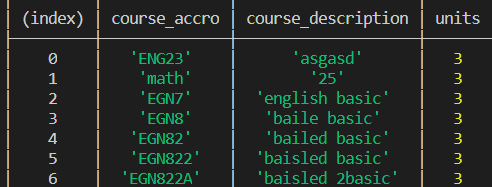 (index) course_accro course_description units
0 'ENG23' 'asgasd' 3
1 'math' '25' 3
2 'EGN7' 'english basic' 3
3 'EGN8' 'baile basic' 3
4 'EGN82' 'bailed basic' 3
5 'EGN822' 'baisled basic' 3
6 'EGN822A' 'baisled 2basic' 3